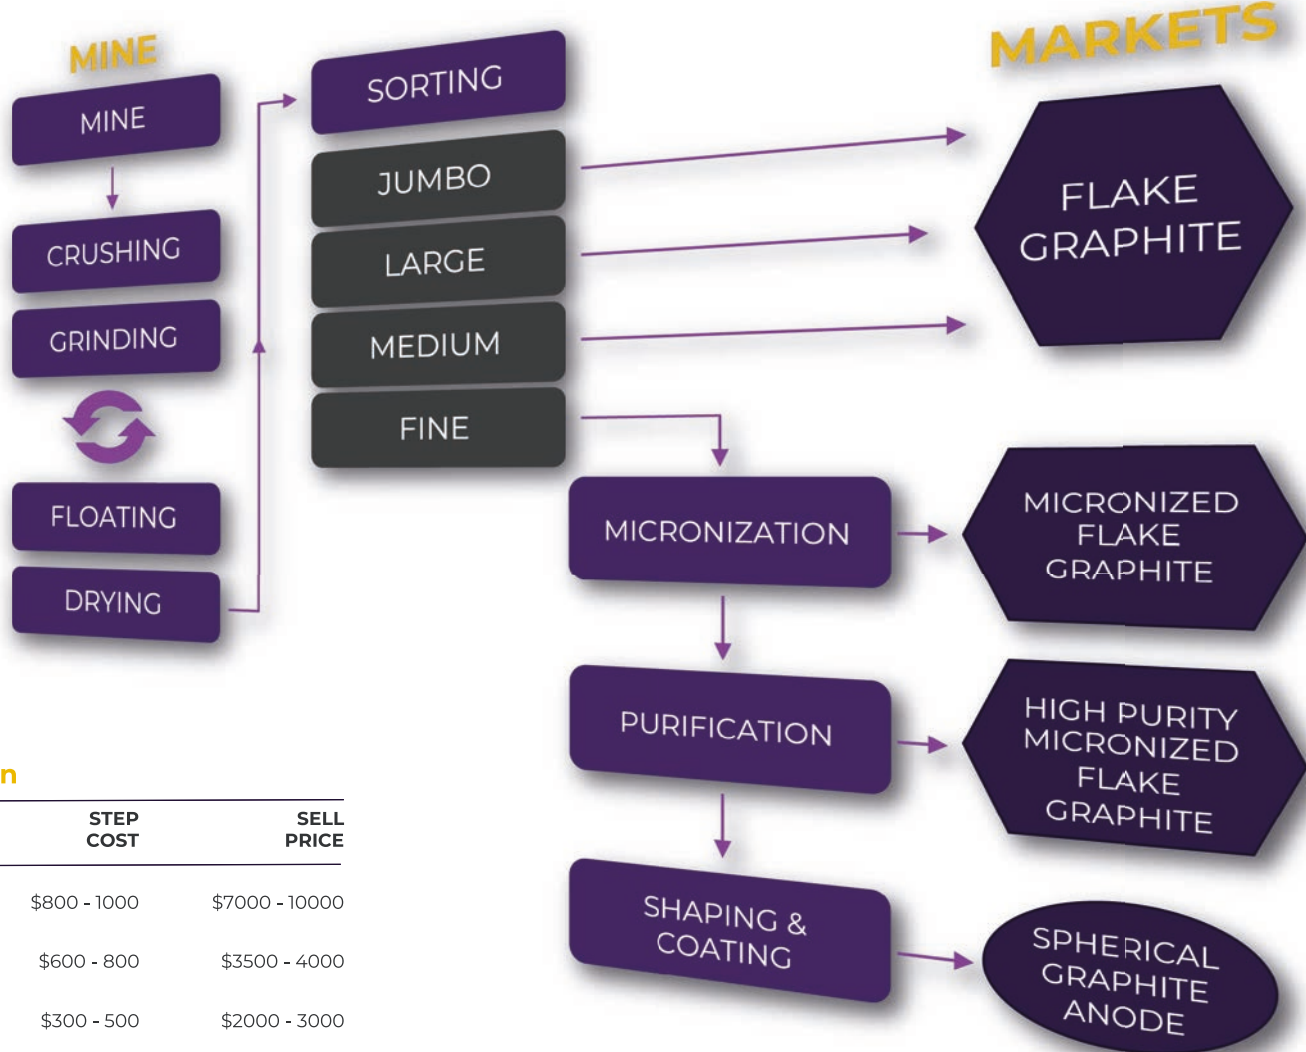 MINE
MINE
CRUSHING
GRINDING
FLOATING
DRYING
SORTING
JUMBO
LARGE
MEDIUM
FINE
MICRONIZATION
PURIFICATION
SHAPING &
COATING
MARKETS
FLAKE
GRAPHITE
MICRONIZED
FLAKE
GRAPHITE
HIGH PURITY
MICRONIZED
FLAKE
GRAPHITE
SPHERICAL
GRAPHITE
ANODE
n
STEP SELL
COST PRICE
$800 - 1000 $7000 - 10000
$600 - 800 $3500 - 4000
$300 - 500 $2000 - 3000